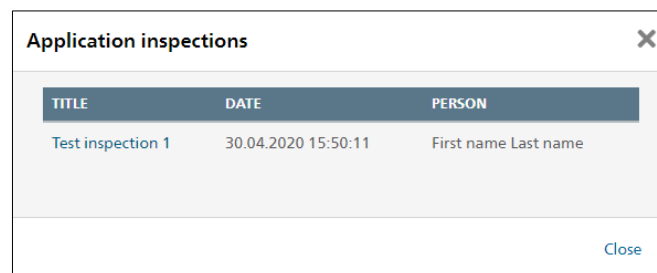 Application inspections
TITLE DATE PERSON
Test inspection 1 30.04.2020 15:50:11 First name Last name
Close